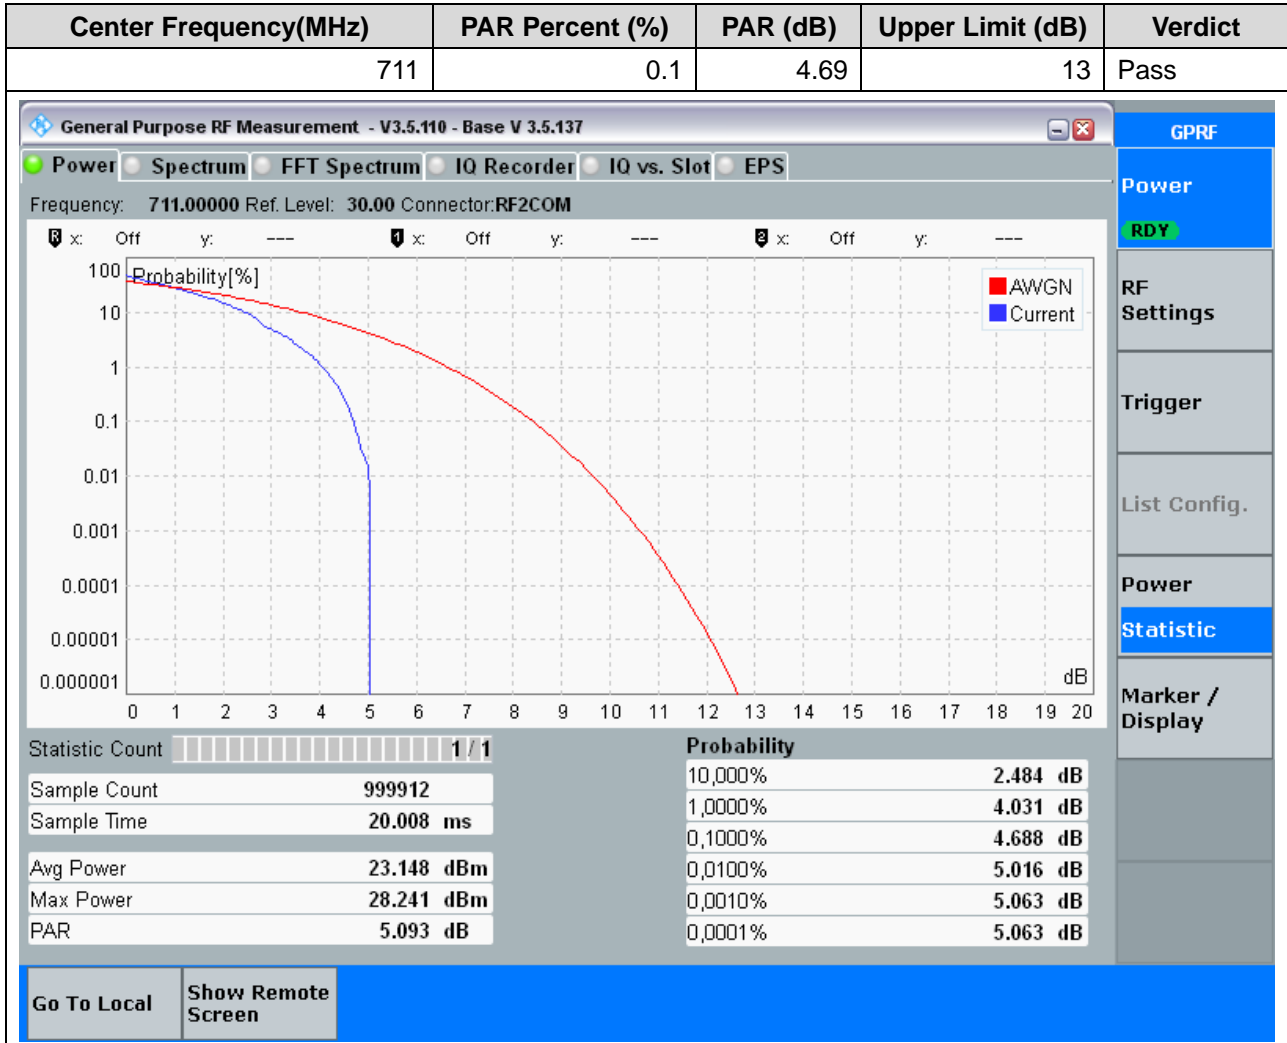 Center Frequency(MHz) PAR Percent (%) PAR (dB) Upper Limit (dB) Verdict
711 0.1 4.69 13 Pass
General Purpose RF Measurement - V3.5.110 - Base V 3.5.137
Power Spectrum FFT Spectrum IQ Recorder IQ vs. Slot EPS
Frequency: 711.00000 Ref. Level: 30.00 Connector:RF2COM
R x: Off y: --- 1 x: Off y: --- 2 x: Off y: ---
Probability[%]
AWGN
Current
100
10
1
0.1
0.01
0.001
0.0001
0.00001
0.000001
dB
0 1 2 3 4 5 6 7 8 9 10 11 12 13 14 15 16 17 18 19 20
Statistic Count 1 / 1
Sample Count 999912
Sample Time 20.008 ms
Avg Power 23.148 dBm
Max Power 28.241 dBm
PAR 5.093 dB
Probability
10,000% 2.484 dB
1,0000% 4.031 dB
0,1000% 4.688 dB
0,0100% 5.016 dB
0,0010% 5.063 dB
0,0001% 5.063 dB
GPRF
Power
RDY
RF
Settings
Trigger
List Config.
Power
Statistic
Marker /
Display
Go To Local
Show Remote
Screen